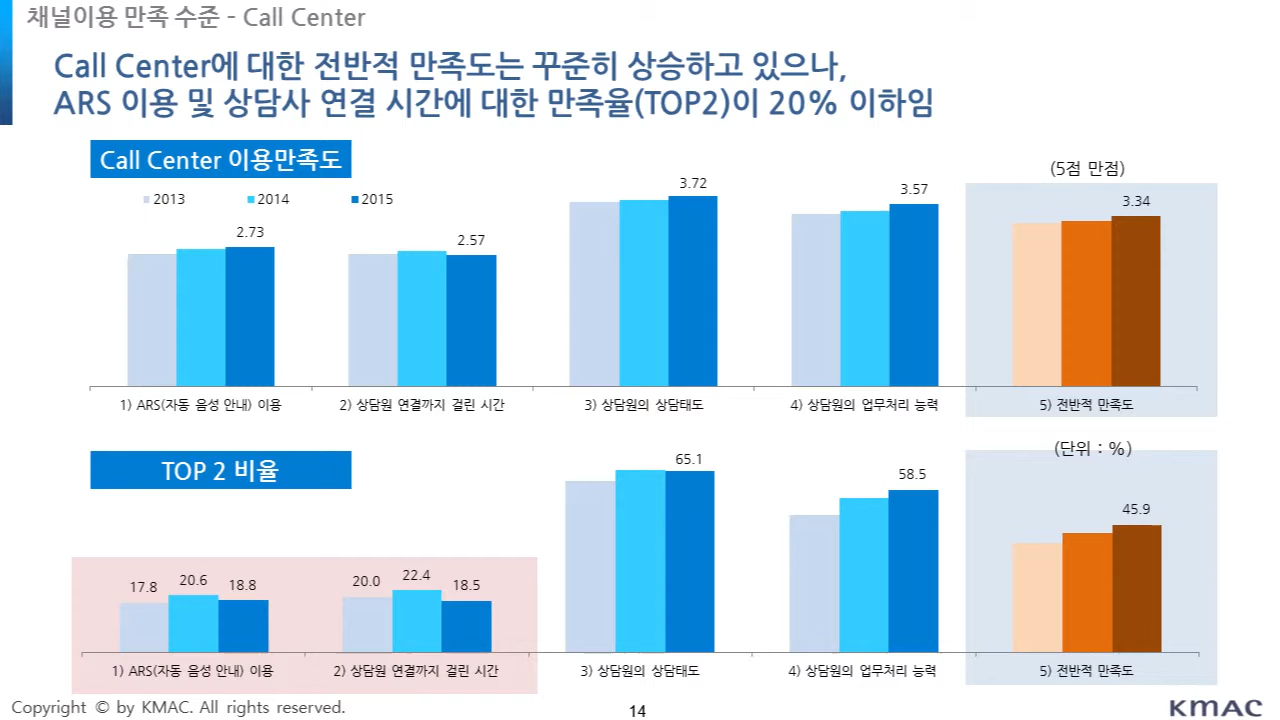 채널이용 만족 수준 – Call Center
Call Center에 대한 전반적 만족도는 꾸준히 상승하고 있으나,
ARS 이용 및 상담사 연결 시간에 대한 만족율(TOP2)이 20% 이하임
Call Center 이용만족도
(5점 만점)
2013 2014 2015
2.73 2.57 3.72 3.57 3.34
1) ARS(자동 음성 안내) 이용 2) 상담원 연결까지 걸린 시간 3) 상담원의 상담태도 4) 상담원의 업무처리 능력 5) 전반적 만족도
TOP 2 비율
(단위 : %)
17.8 20.6 18.8 20.0 22.4 18.5 65.1 58.5 45.9
1) ARS(자동 음성 안내) 이용 2) 상담원 연결까지 걸린 시간 3) 상담원의 상담태도 4) 상담원의 업무처리 능력 5) 전반적 만족도
Copyright © by KMAC. All rights reserved.
14
KMAC